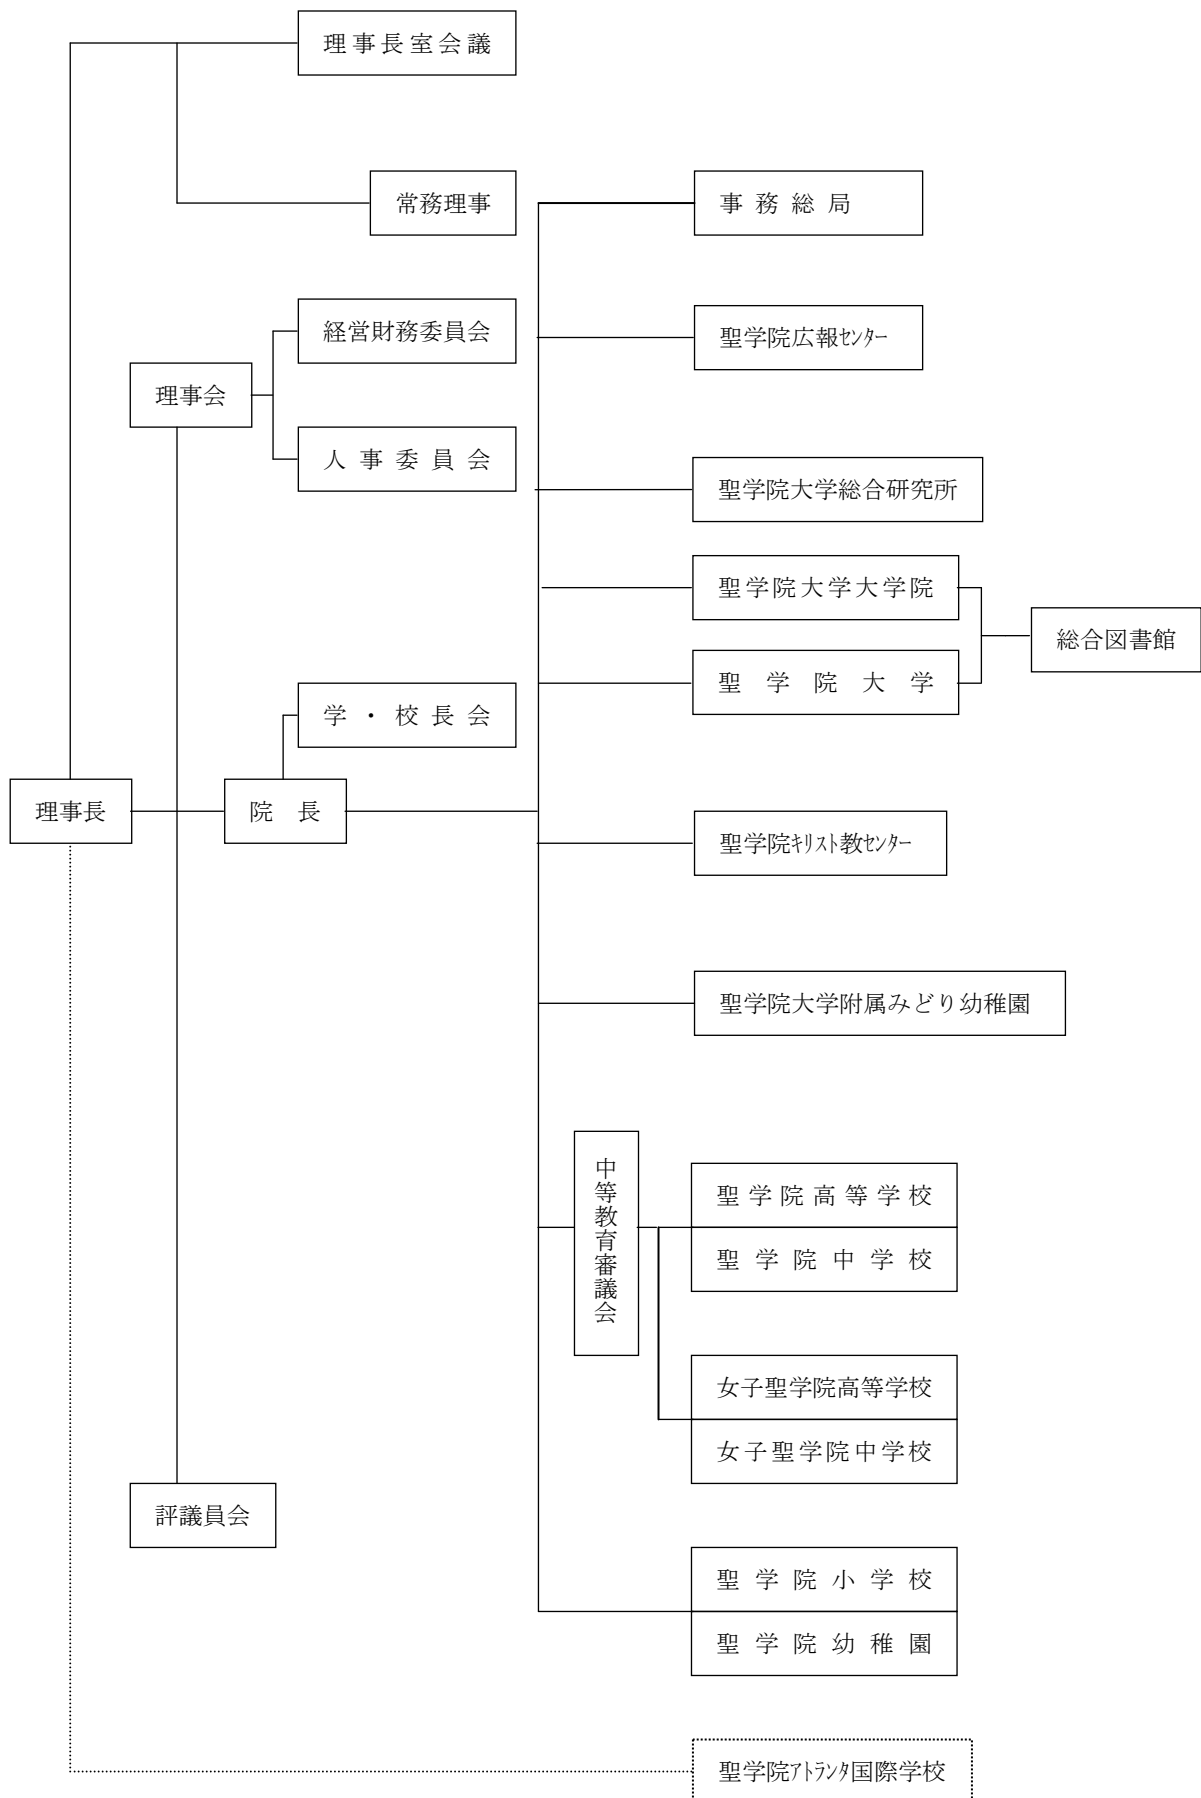 理事長室会議
常務理事
事務総局
経営財務委員会
聖学院広報ｾﾝﾀｰ
理事会
人事委員会
聖学院大学総合研究所
聖学院大学大学院
総合図書館
聖学院大学
学・校長会
理事長
院長
聖学院ｷﾘｽﾄ教ｾﾝﾀｰ
聖学院大学附属みどり幼稚園
中等教育審議会
聖学院高等学校
聖学院中学校
女子聖学院高等学校
女子聖学院中学校
評議員会
聖学院小学校
聖学院幼稚園
聖学院ｱﾄﾗﾝﾀ国際学校